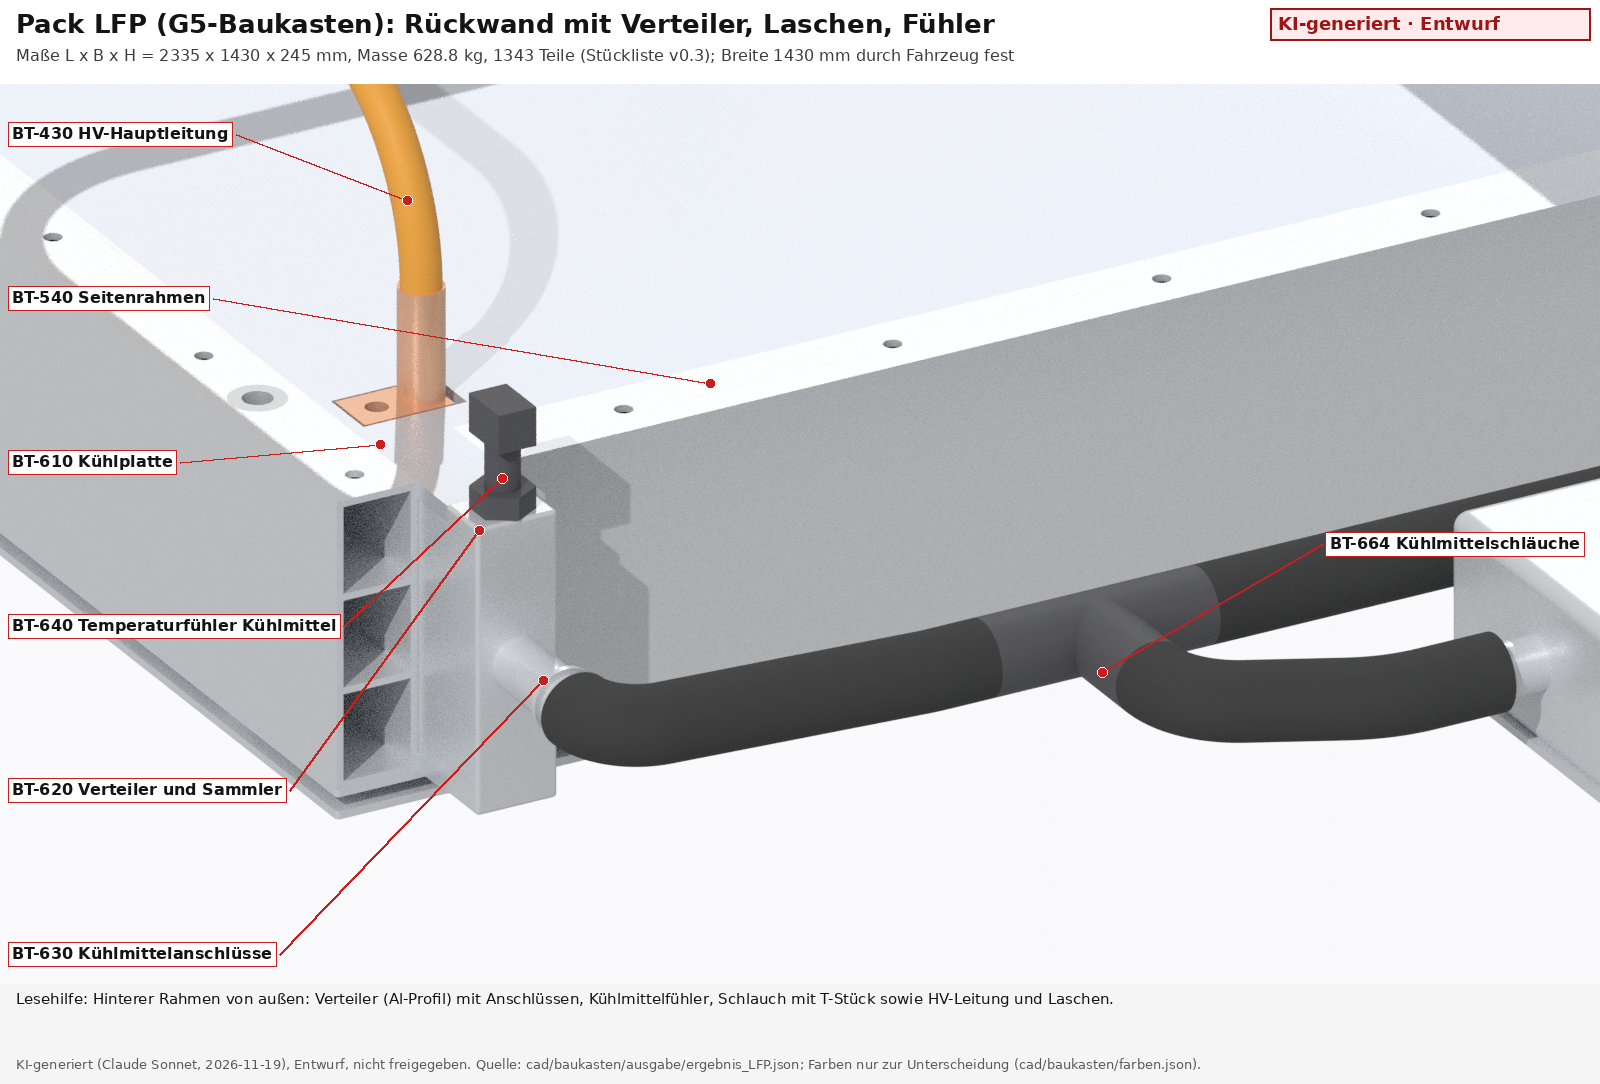 Pack LFP (G5-Baukasten): Rückwand mit Verteiler, Laschen, Fühler
KI-generiert · Entwurf
Maße L x B x H = 2335 x 1430 x 245 mm, Masse 628.8 kg, 1343 Teile (Stückliste v0.3); Breite 1430 mm durch Fahrzeug fest
BT-430 HV-Hauptleitung
BT-540 Seitenrahmen
BT-610 Kühlplatte
BT-664 Kühlmittelschläuche
BT-640 Temperaturfühler Kühlmittel
BT-620 Verteiler und Sammler
BT-630 Kühlmittelanschlüsse
Lesehilfe: Hinterer Rahmen von außen: Verteiler (Al-Profil) mit Anschlüssen, Kühlmittelfühler, Schlauch mit T-Stück sowie HV-Leitung und Laschen.
KI-generiert (Claude Sonnet, 2026-11-19), Entwurf, nicht freigegeben. Quelle: cad/baukasten/ausgabe/ergebnis_LFP.json; Farben nur zur Unterscheidung (cad/baukasten/farben.json).